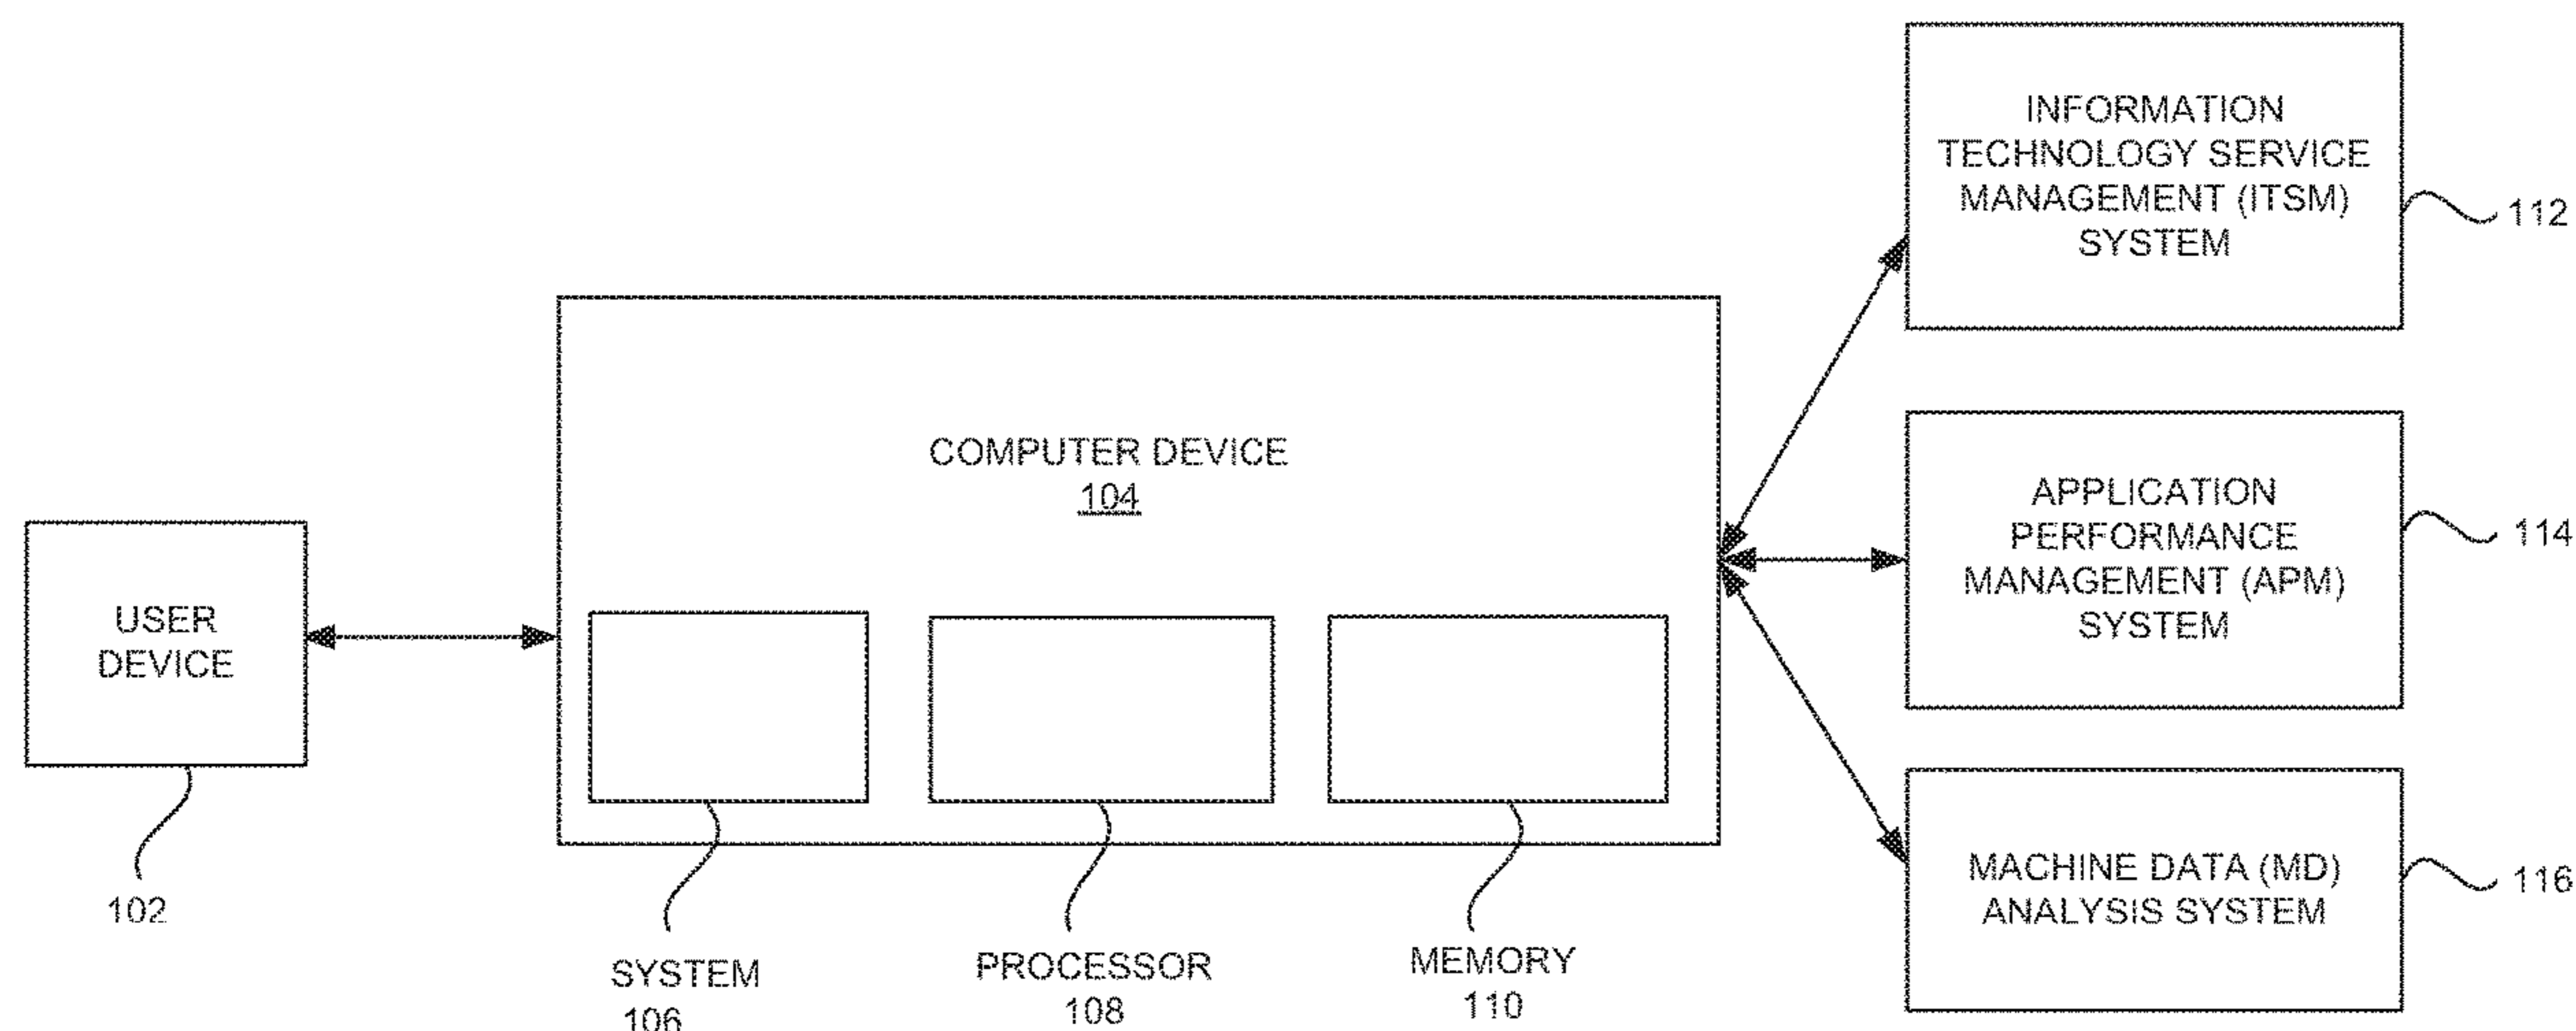 INFORMATION
TECHNOLOGY SERVICE
MANAGEMENT (ITSM)
SYSTEM
112
COMPUTER DEVICE
104
APPLICATION
PERFORMANCE
MANAGEMENT (APM)
SYSTEM
114
USER
DEVICE
102
MACHINE DATA (MD)
ANALYSIS SYSTEM
116
SYSTEM
106
PROCESSOR
108
MEMORY
110